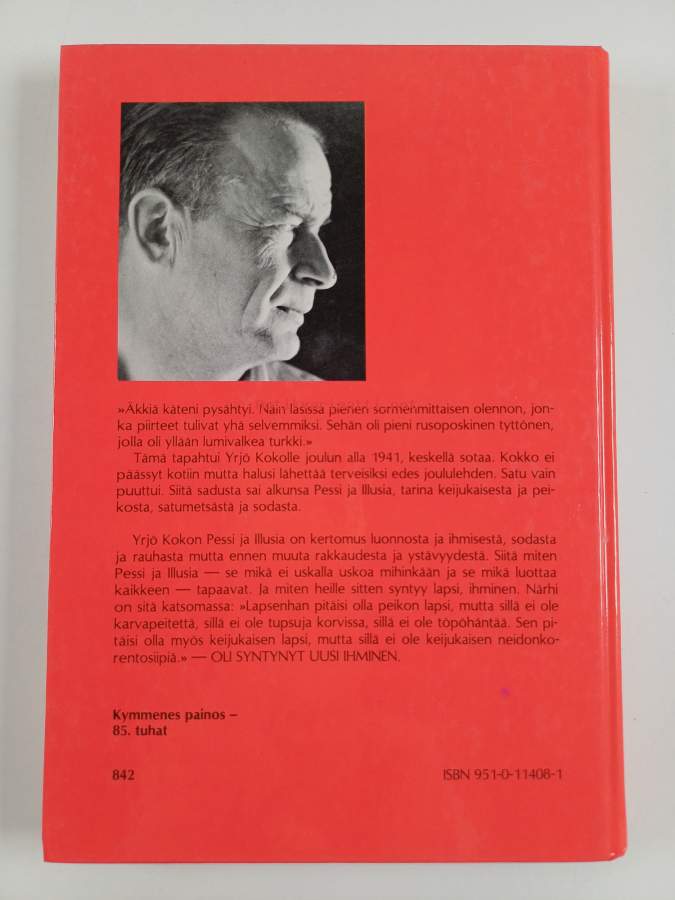 »Äkkiä käteni pysähtyi. Näin lasissa pienen sormenmittaisen olennon, jon-
ka piirteet tulivat yhä selvemmiksi. Sehän oli pieni rusoposkinen tyttönen,
jolla oli yllään lumivalkea turkki.»
Tämä tapahtui Yrjö Kokolle joulun alla 1941, keskellä sotaa. Kokko ei
päässyt kotiin mutta halusi lähettää terveisiksi edes joululehden. Satu vain
puuttui. Siitä sadusta sai alkunsa Pessi ja Illusia, tarina keijukaisesta ja pei-
kosta, satumetsästä ja sodasta.
Yrjö Kokon Pessi ja Illusia on kertomus luonnosta ja ihmisestä, sodasta
ja rauhasta mutta ennen muuta rakkaudesta ja ystävyydestä. Siitä miten
Pessi ja Illusia — se mikä ei uskalla uskoa mihinkään ja se mikä luottaa
kaikkeen — tapaavat. Ja miten heille sitten syntyy lapsi, ihminen. Närhi
on sitä katsomassa: »Lapsenhan pitäisi olla peikon lapsi, mutta sillä ei ole
karvapeitettä, sillä ei ole tupsuja korvissa, sillä ei ole töpöhäntää. Sen pi-
täisi olla myös keijukaisen lapsi, mutta sillä ei ole keijukaisen neidonko-
rentosiipiä.» — OLI SYNTYNYT UUSI IHMINEN.
Kymmenes painos –
85. tuhat
842 ISBN 951-0-11408-1